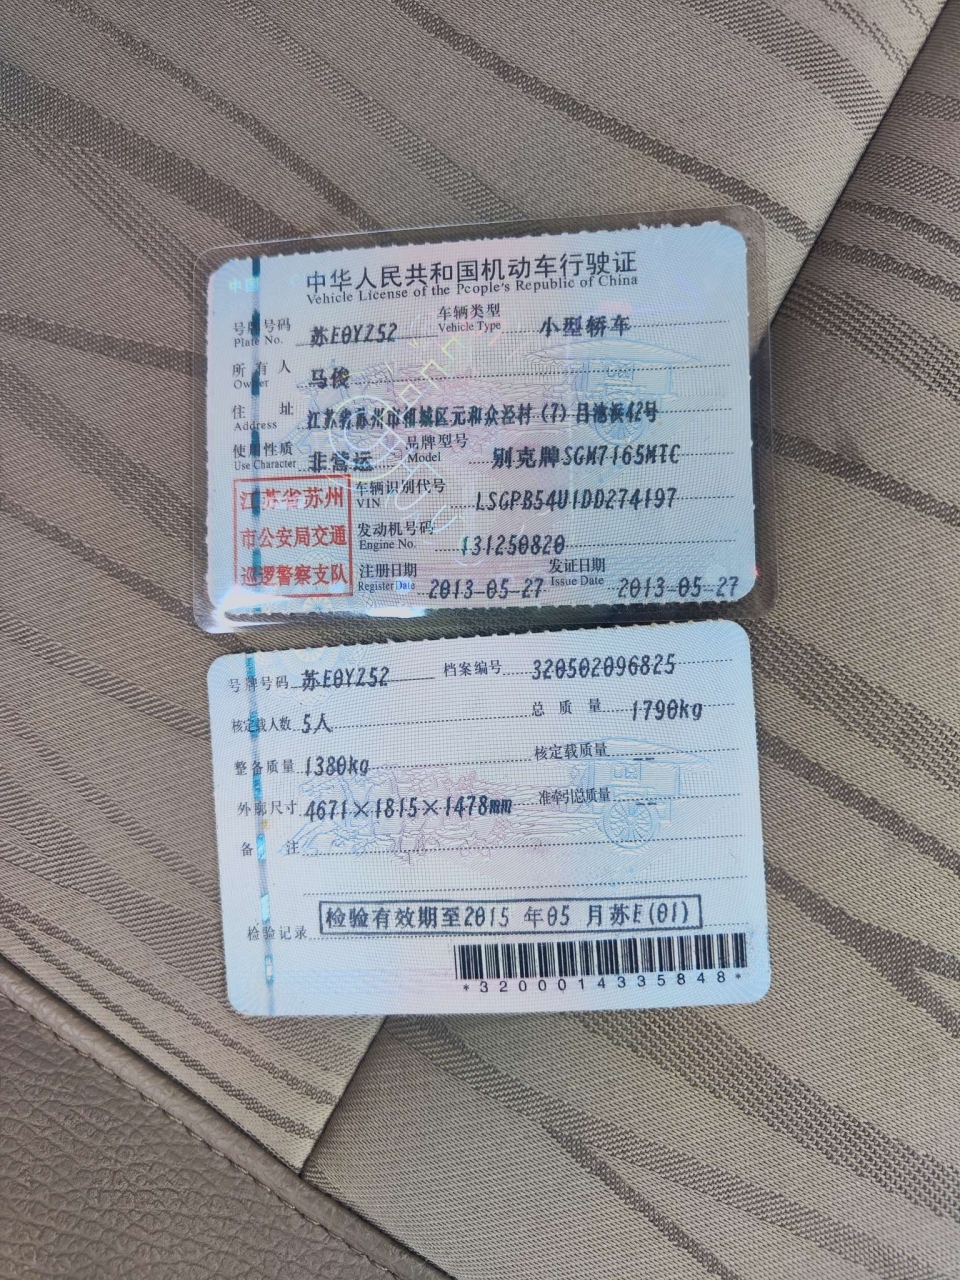 中国
中华人民共和国机动车行驶证
Vehicle License of the People's Republic of China
号牌号码 Plate No. 苏E0YZ52 车辆类型 Vehicle Type 小型轿车
所有人 Owner 马俊
住址 Address 江苏省苏州市相城区元和众泾村(7)吕池浜42号
使用性质 Use Character 非营运 品牌型号 Model 别克牌SGM7165MTC
江苏省苏州
市公安局交通
巡逻警察支队
车辆识别代号 VIN LSGPB54U1DD274197
发动机号码 Engine No. 131250820
注册日期 Register Date 2013-05-27 发证日期 Issue Date 2013-05-27
号牌号码 苏E0YZ52 档案编号 320502096825
核定载人数 5人 总质量 1790kg
整备质量 1380kg 核定载质量 --
外廓尺寸 4671×1815×1478mm 准牵引总质量 --
备注
检验记录 检验有效期至2015 年05 月苏E(01)
*3200014335848*